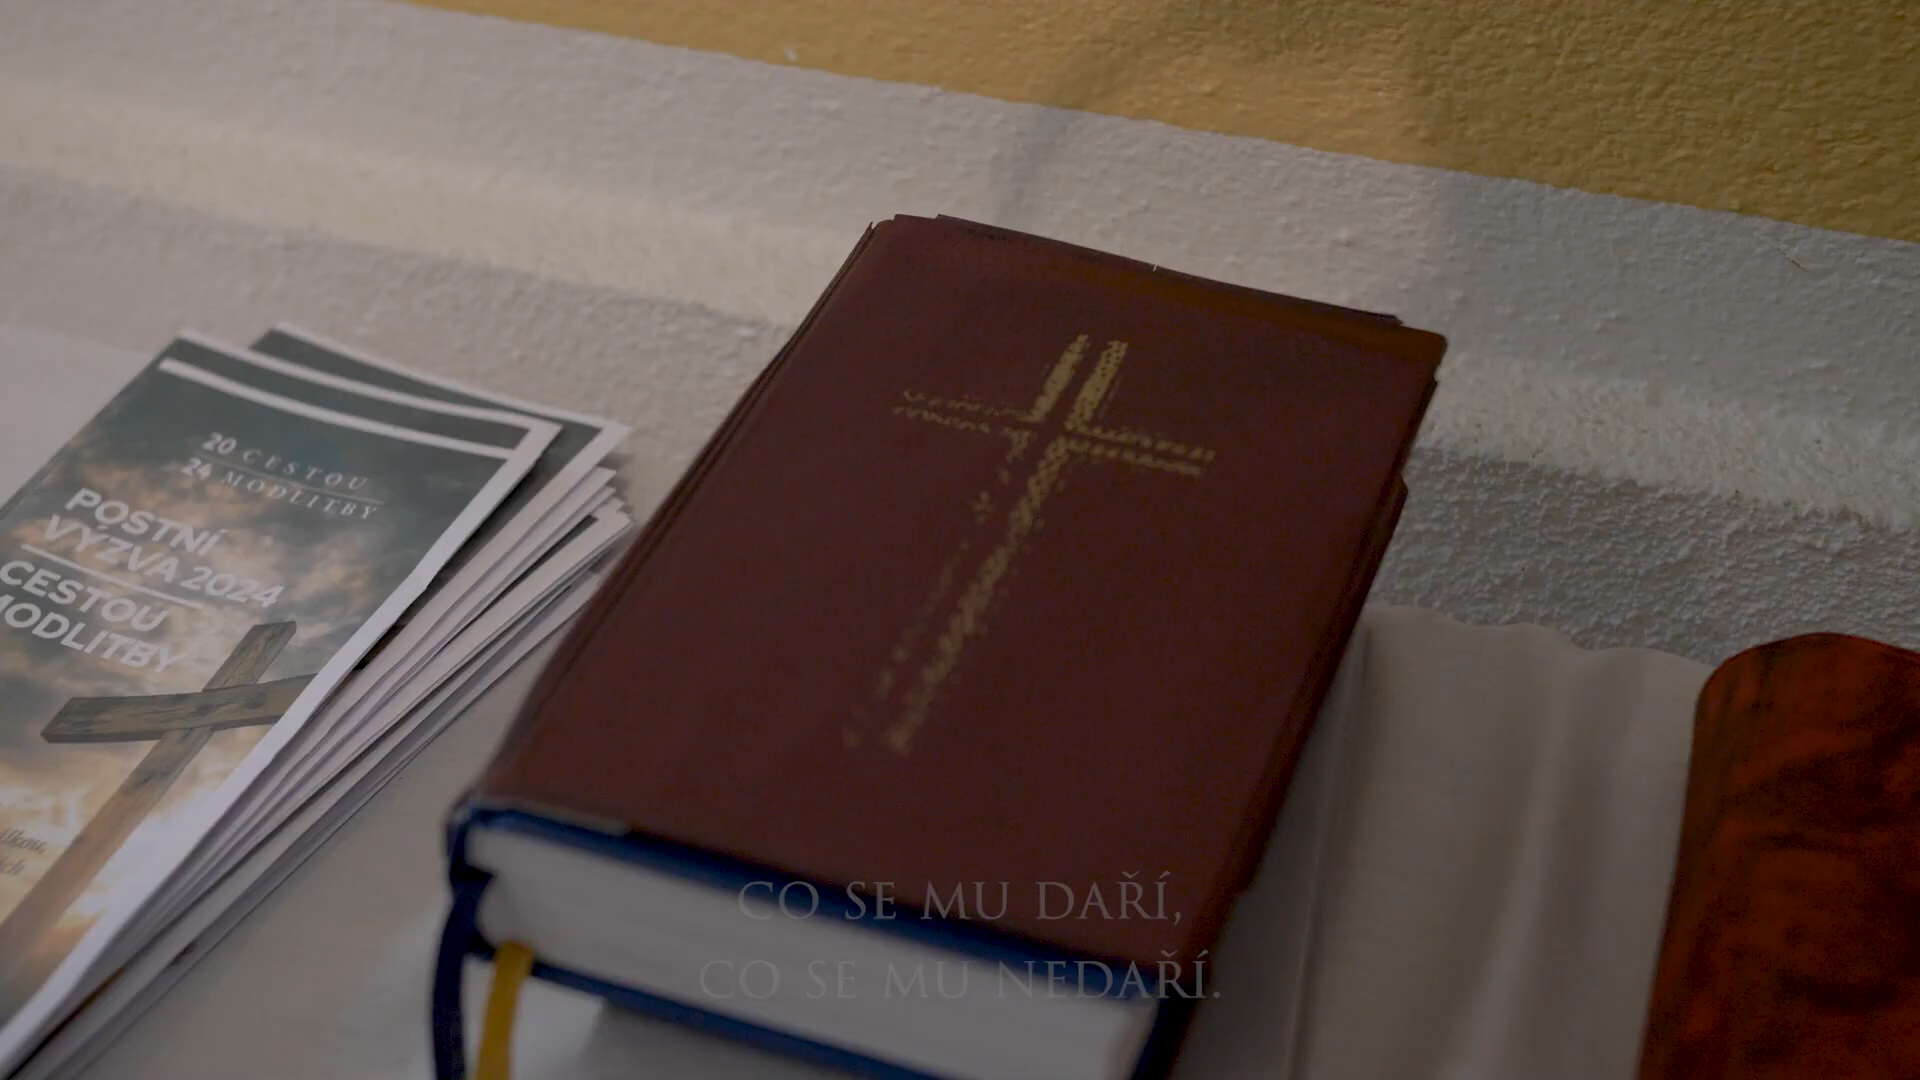 20 CESTOU
24 MODLITBY
POSTNÍ
VÝZVA 2024
CESTOU
MODLITBY
CO SE MU DAŘÍ,
CO SE MU NEDAŘÍ.